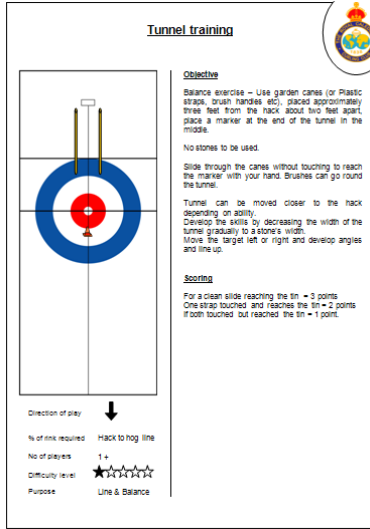 Tunnel training
Objective
Balance exercise – Use garden canes (or Plastic
straps, brush handles etc), placed approximately
three feet from the hack about two feet apart,
place a marker at the end of the tunnel in the
middle.
No stones to be used.
Slide through the canes without touching to reach
the marker with your hand. Brushes can go round
the tunnel.
Tunnel can be moved closer to the hack
depending on ability.
Develop the skills by decreasing the width of the
tunnel gradually to a stone's width.
Move the target left or right and develop angles
and line up.
Scoring
For a clean slide reaching the tin = 3 points
One strap touched and reaches the tin = 2 points
If both touched but reached the tin = 1 point.
Direction of play
% of rink required Hack to hog line
No of players 1 +
Difficulty level
Purpose Line & Balance